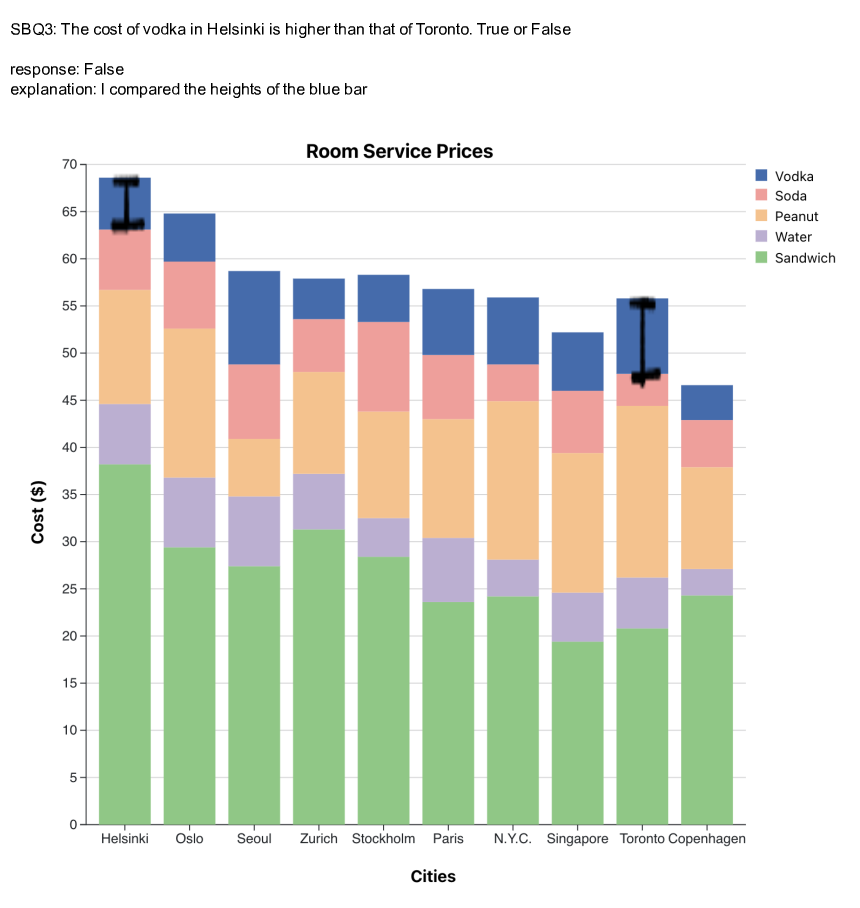 SBQ3: The cost of vodka in Helsinki is higher than that of Toronto. True or False
response: False
explanation: I compared the heights of the blue bar
Room Service Prices
70
65
60
55
50
45
40
35
30
25
20
15
10
5
0
Cost ($)
Helsinki Oslo Seoul Zurich Stockholm Paris N.Y.C. Singapore Toronto Copenhagen
Cities
Vodka
Soda
Peanut
Water
Sandwich